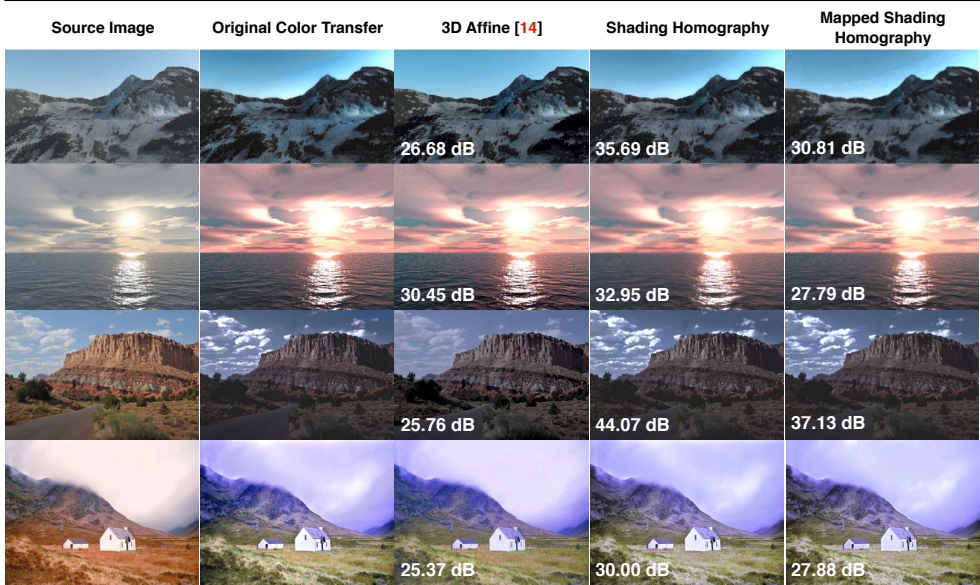 Source Image Original Color Transfer 3D Affine [14] Shading Homography Mapped Shading Homography
26.68 dB 35.69 dB 30.81 dB
30.45 dB 32.95 dB 27.79 dB
25.76 dB 44.07 dB 37.13 dB
25.37 dB 30.00 dB 27.88 dB